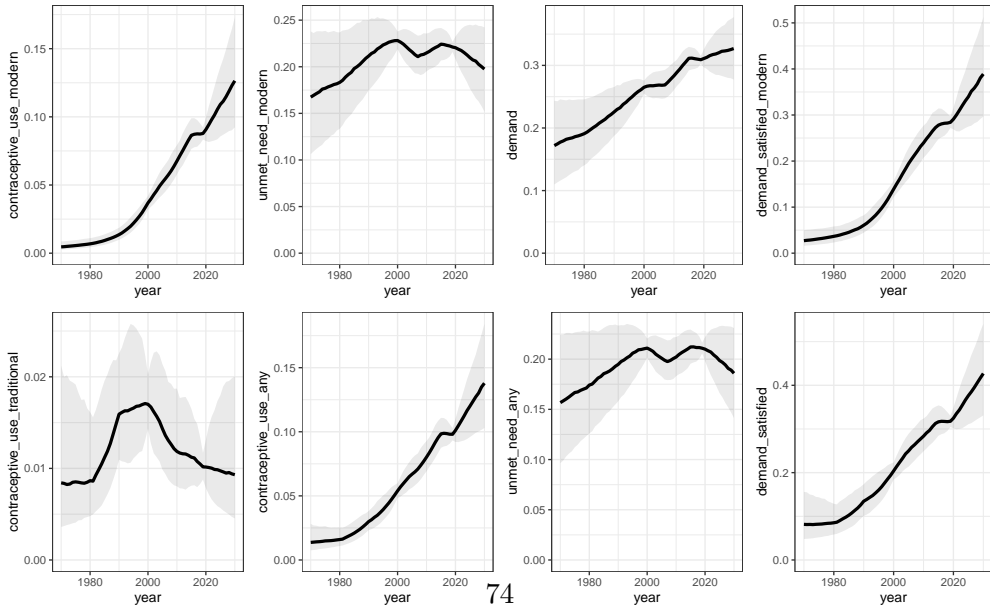 contraceptive_use_modern
0.15
0.10
0.05
0.00
1980 2000 2020
year
unmet_need_modern
0.25
0.20
0.15
0.10
0.05
0.00
1980 2000 2020
year
demand
0.3
0.2
0.1
0.0
1980 2000 2020
year
demand_satisfied_modern
0.5
0.4
0.3
0.2
0.1
0.0
1980 2000 2020
year
contraceptive_use_traditional
0.02
0.01
0.00
1980 2000 2020
year
contraceptive_use_any
0.15
0.10
0.05
0.00
1980 2000 2020
year
unmet_need_any
0.20
0.15
0.10
0.05
0.00
1980 2000 2020
year
demand_satisfied
0.4
0.2
0.0
1980 2000 2020
year
74